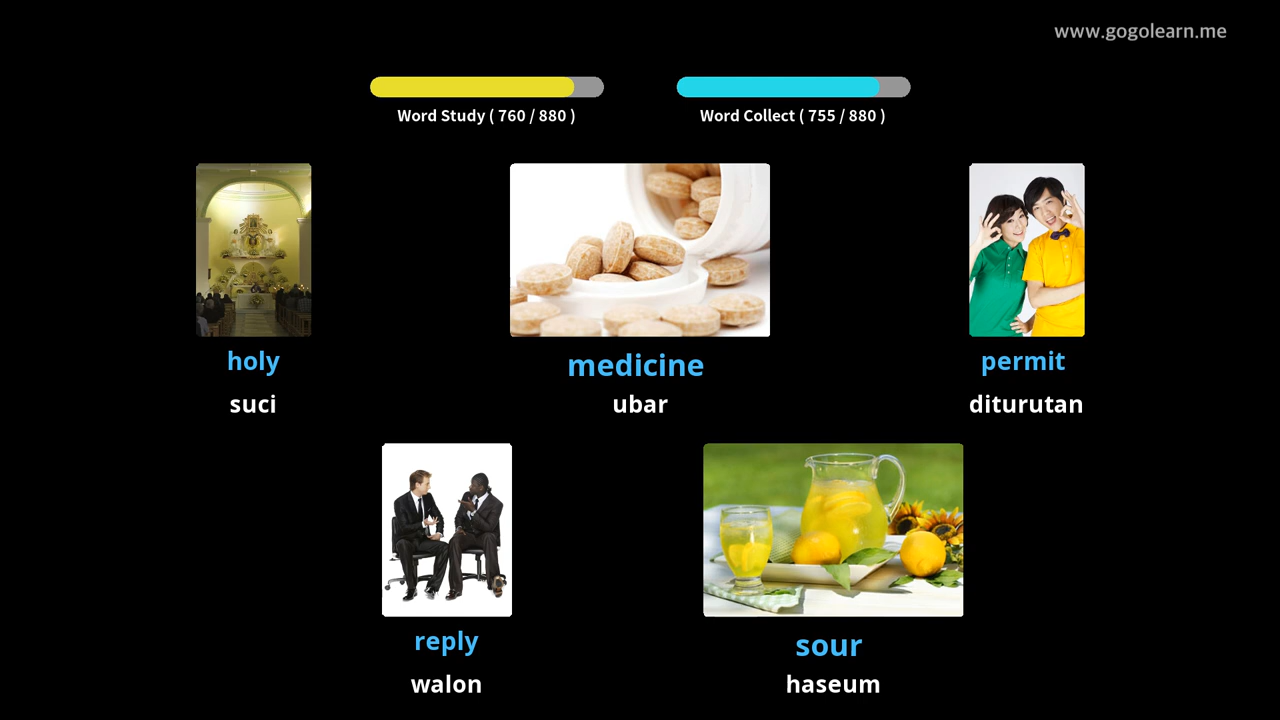 www.gogolearn.me
Word Study ( 760 / 880 )
Word Collect ( 755 / 880 )
holy
suci
medicine
ubar
permit
diturutan
reply
walon
sour
haseum